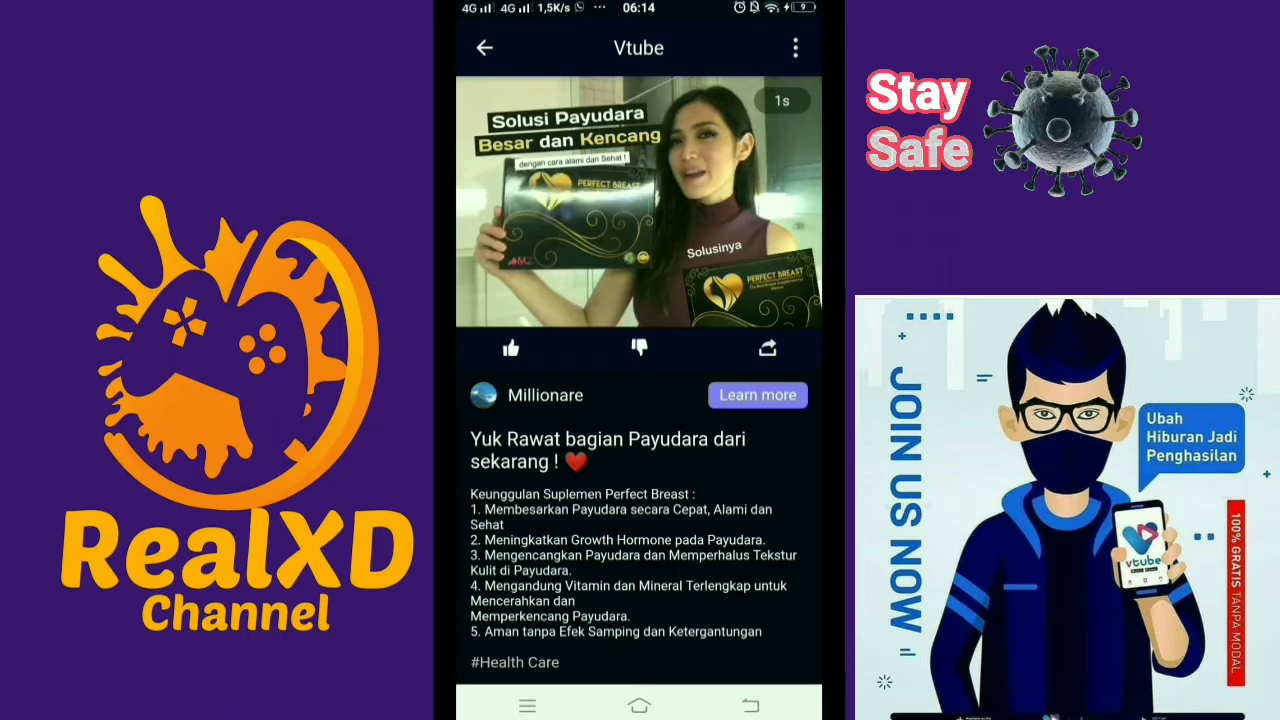 RealXD
Channel
4G 4G 1,5K/s ... 06:14 9
Vtube
1s
Solusi Payudara
Besar dan Kencang
dengan cara alami dan Sehat !
PERFECT BREAST
Solusinya
PERFECT BREAST
Millionare
Learn more
Yuk Rawat bagian Payudara dari
sekarang ! ❤️
Keunggulan Suplemen Perfect Breast :
1. Membesarkan Payudara secara Cepat, Alami dan
Sehat
2. Meningkatkan Growth Hormone pada Payudara.
3. Mengencangkan Payudara dan Memperhalus Tekstur
Kulit di Payudara.
4. Mengandung Vitamin dan Mineral Terlengkap untuk
Mencerahkan dan
Memperkencang Payudara.
5. Aman tanpa Efek Samping dan Ketergantungan
#Health Care
Stay
Safe
JOIN US NOW
Ubah
Hiburan Jadi
Penghasilan
vtube
100% GRATIS TANPA MODAL